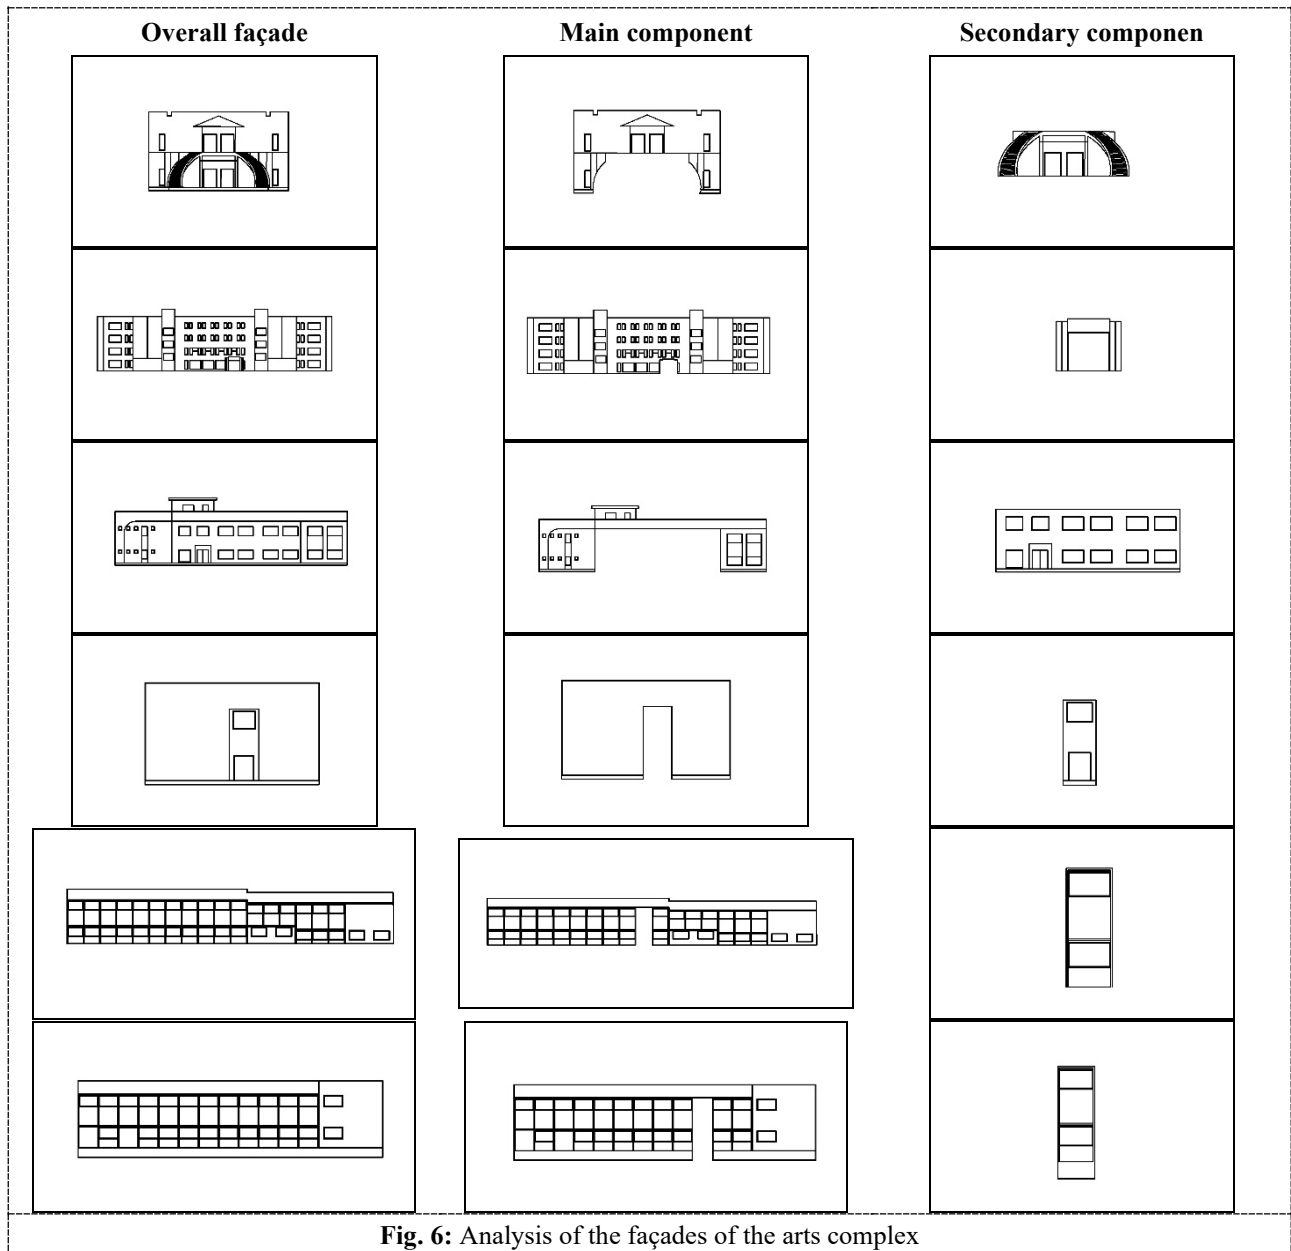 Overall façade
Main component
Secondary componen
Fig. 6: Analysis of the façades of the arts complex